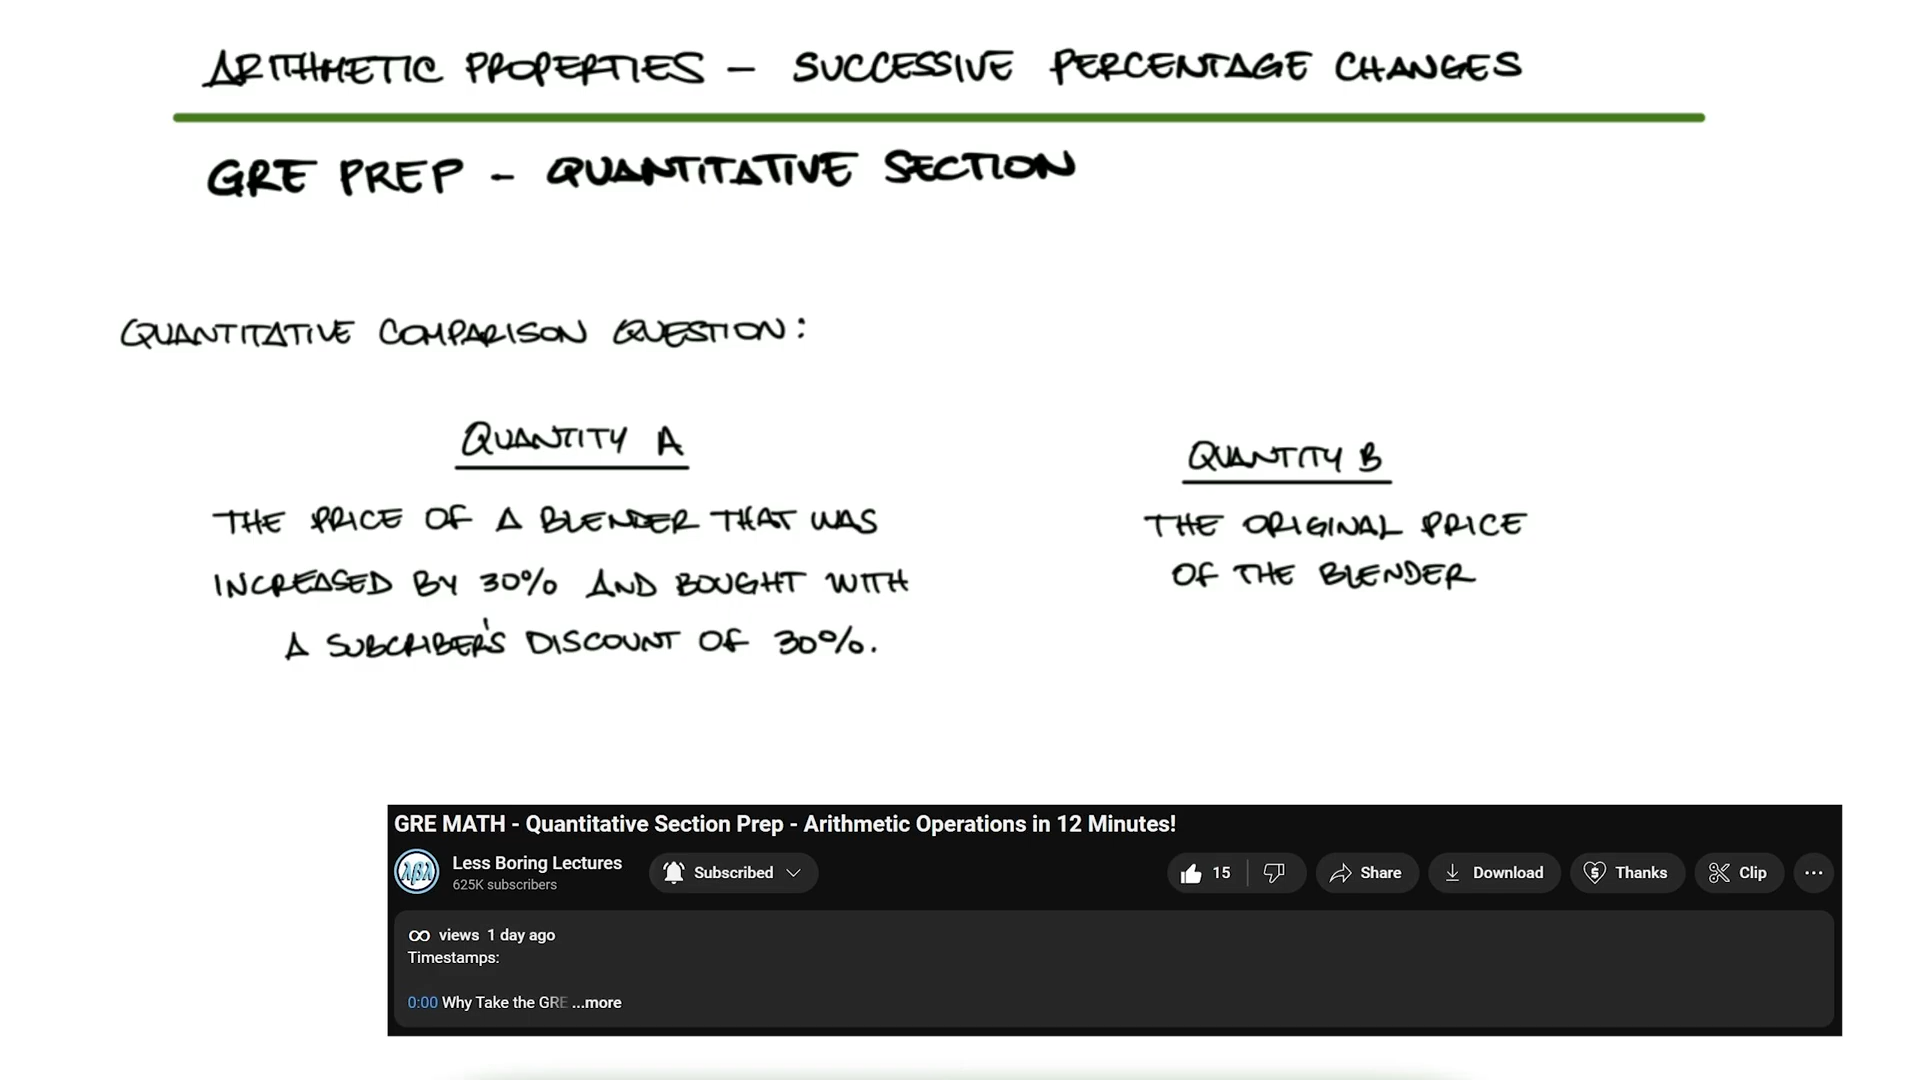 ARITHMETIC PROPERTIES – SUCCESSIVE PERCENTAGE CHANGES
GRE PREP – QUANTITATIVE SECTION
QUANTITATIVE COMPARISON QUESTION:
QUANTITY A
THE PRICE OF A BLENDER THAT WAS
INCREASED BY 30% AND BOUGHT WITH
A SUBCRIBER'S DISCOUNT OF 30%.
QUANTITY B
THE ORIGINAL PRICE
OF THE BLENDER
GRE MATH - Quantitative Section Prep - Arithmetic Operations in 12 Minutes!
λβλ
Less Boring Lectures
625K subscribers
Subscribed
15
Share
Download
Thanks
Clip
∞ views 1 day ago
Timestamps:
0:00 Why Take the GRE ...more